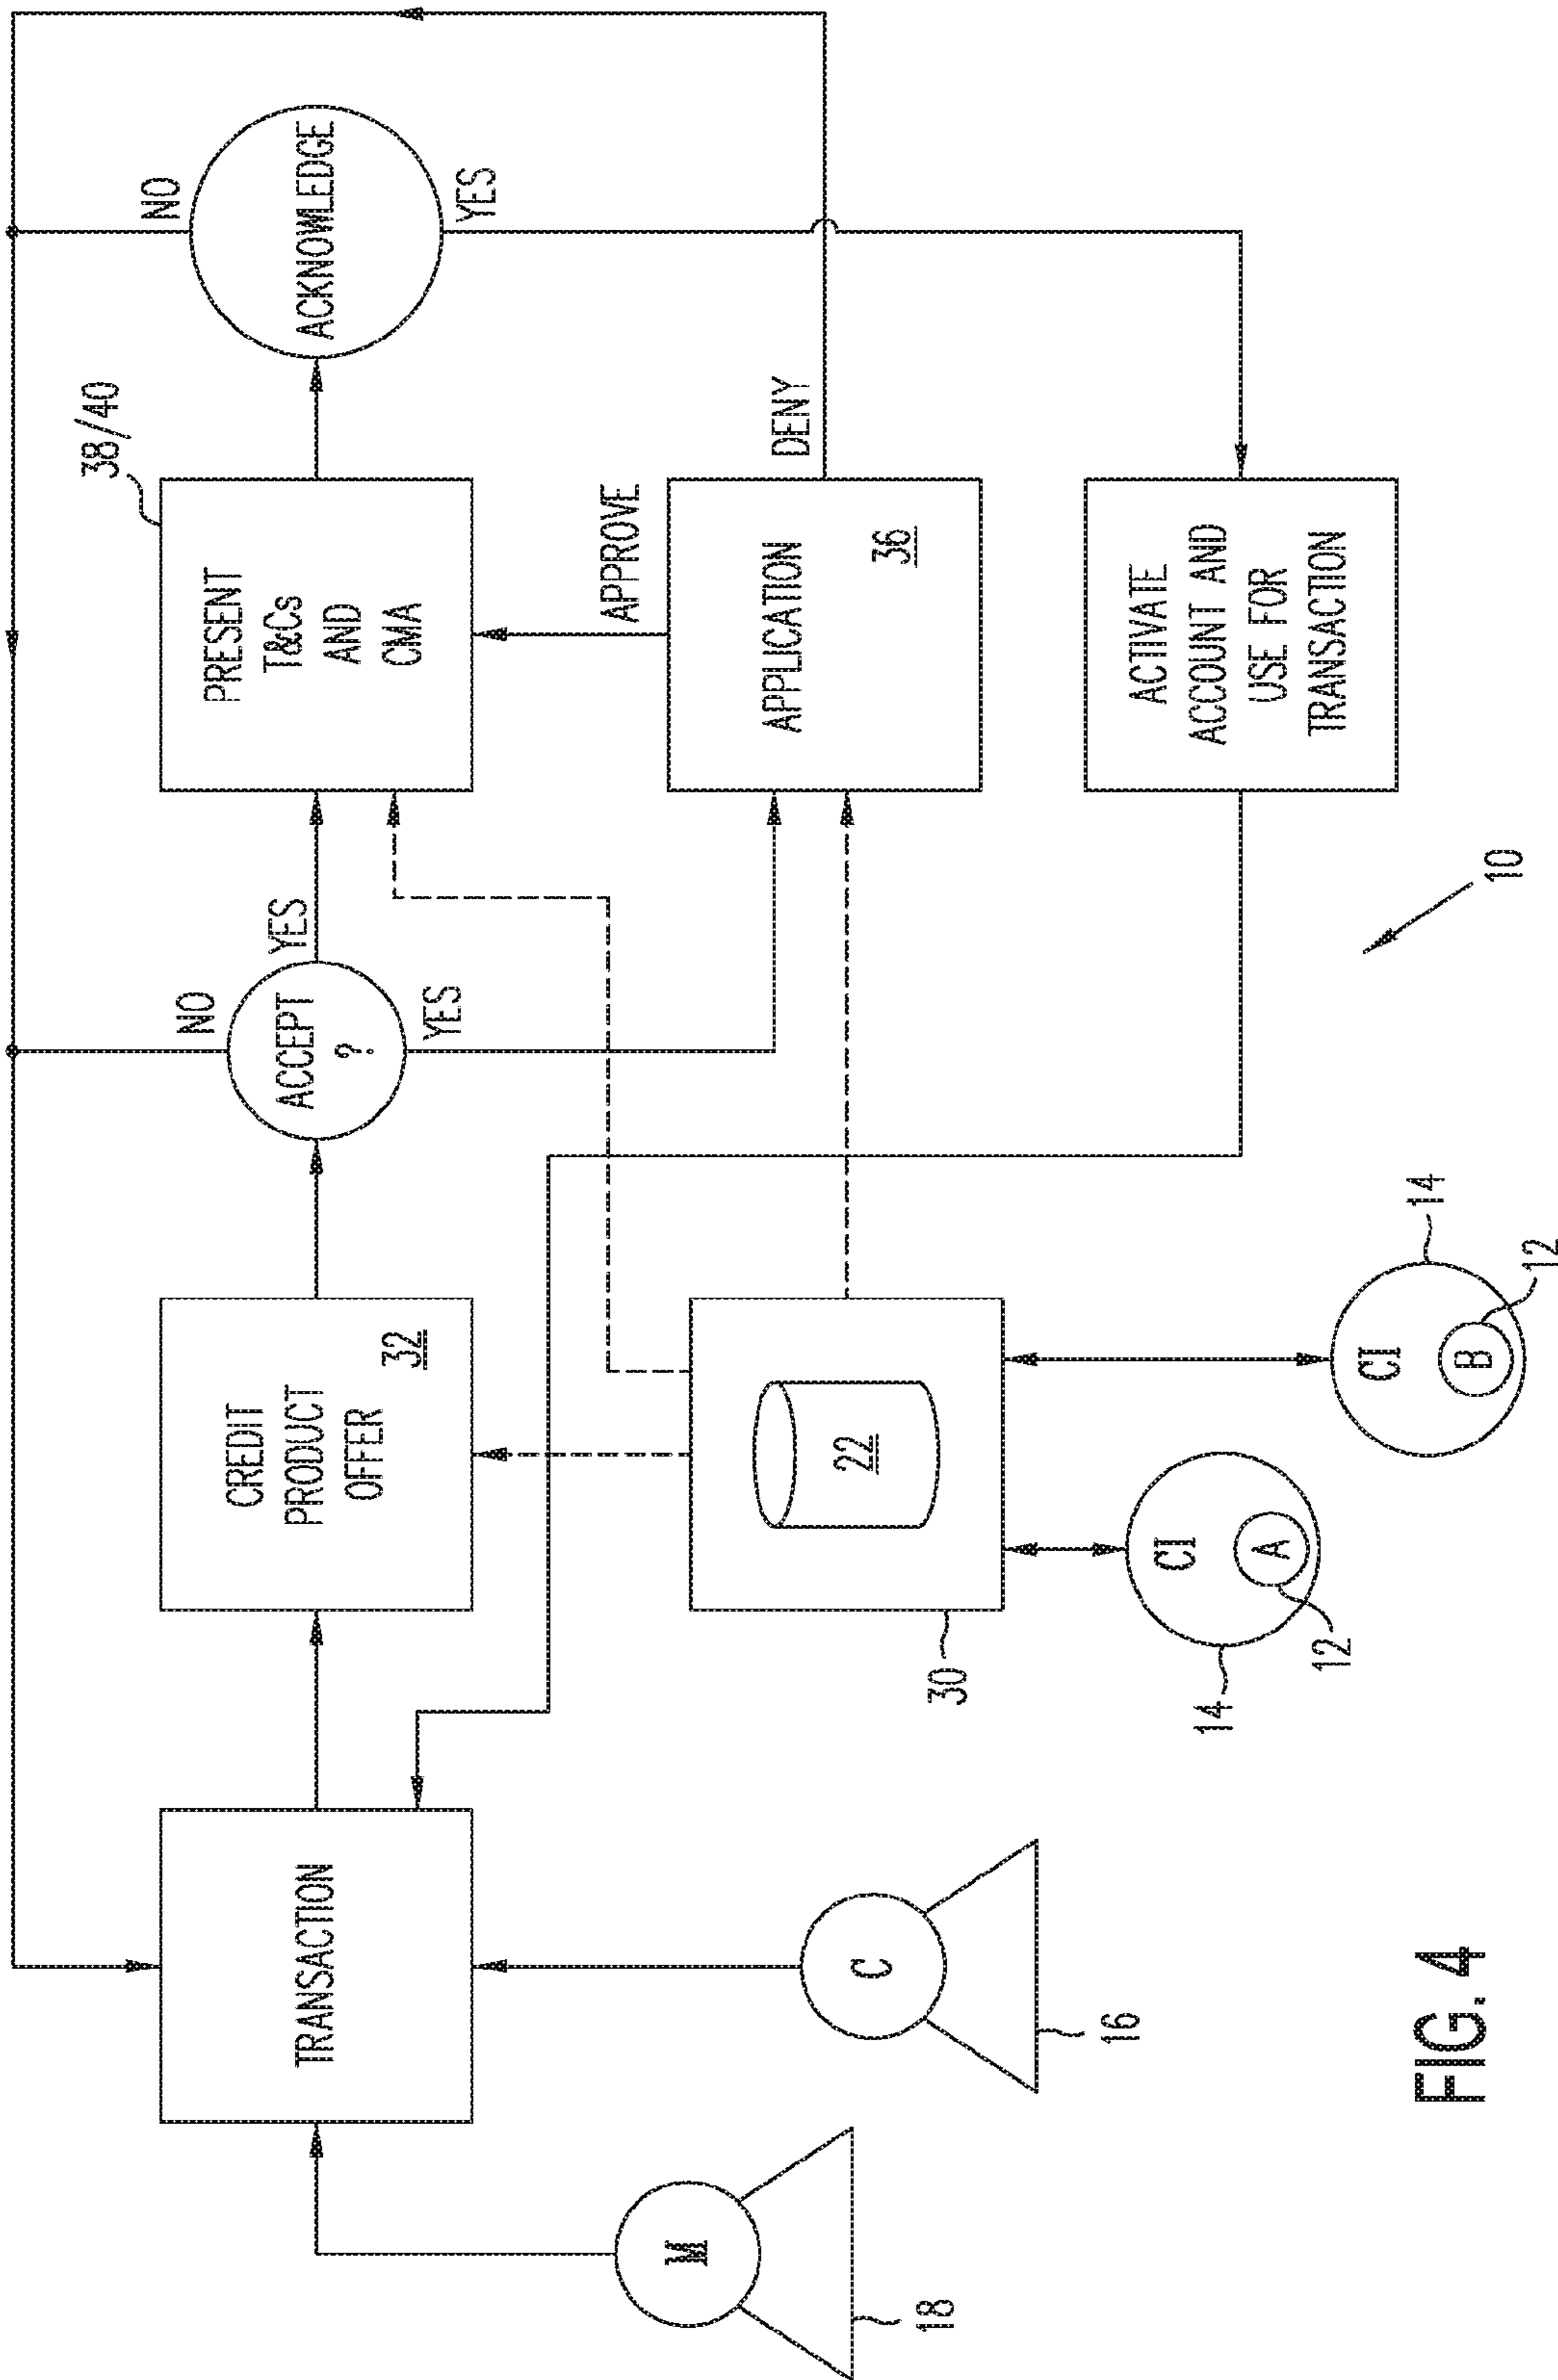 TRANSACTION
CREDIT
PRODUCT
OFFER
32
ACCEPT
?
NO
YES
YES
PRESENT
T&Cs
AND
CMA
38/40
ACKNOWLEDGE
NO
YES
APPROVE
APPLICATION
36
DENY
ACTIVATE
ACCOUNT AND
USE FOR
TRANSACTION
M
18
C
16
22
30
CI
A
14
12
CI
B
14
12
10
FIG. 4